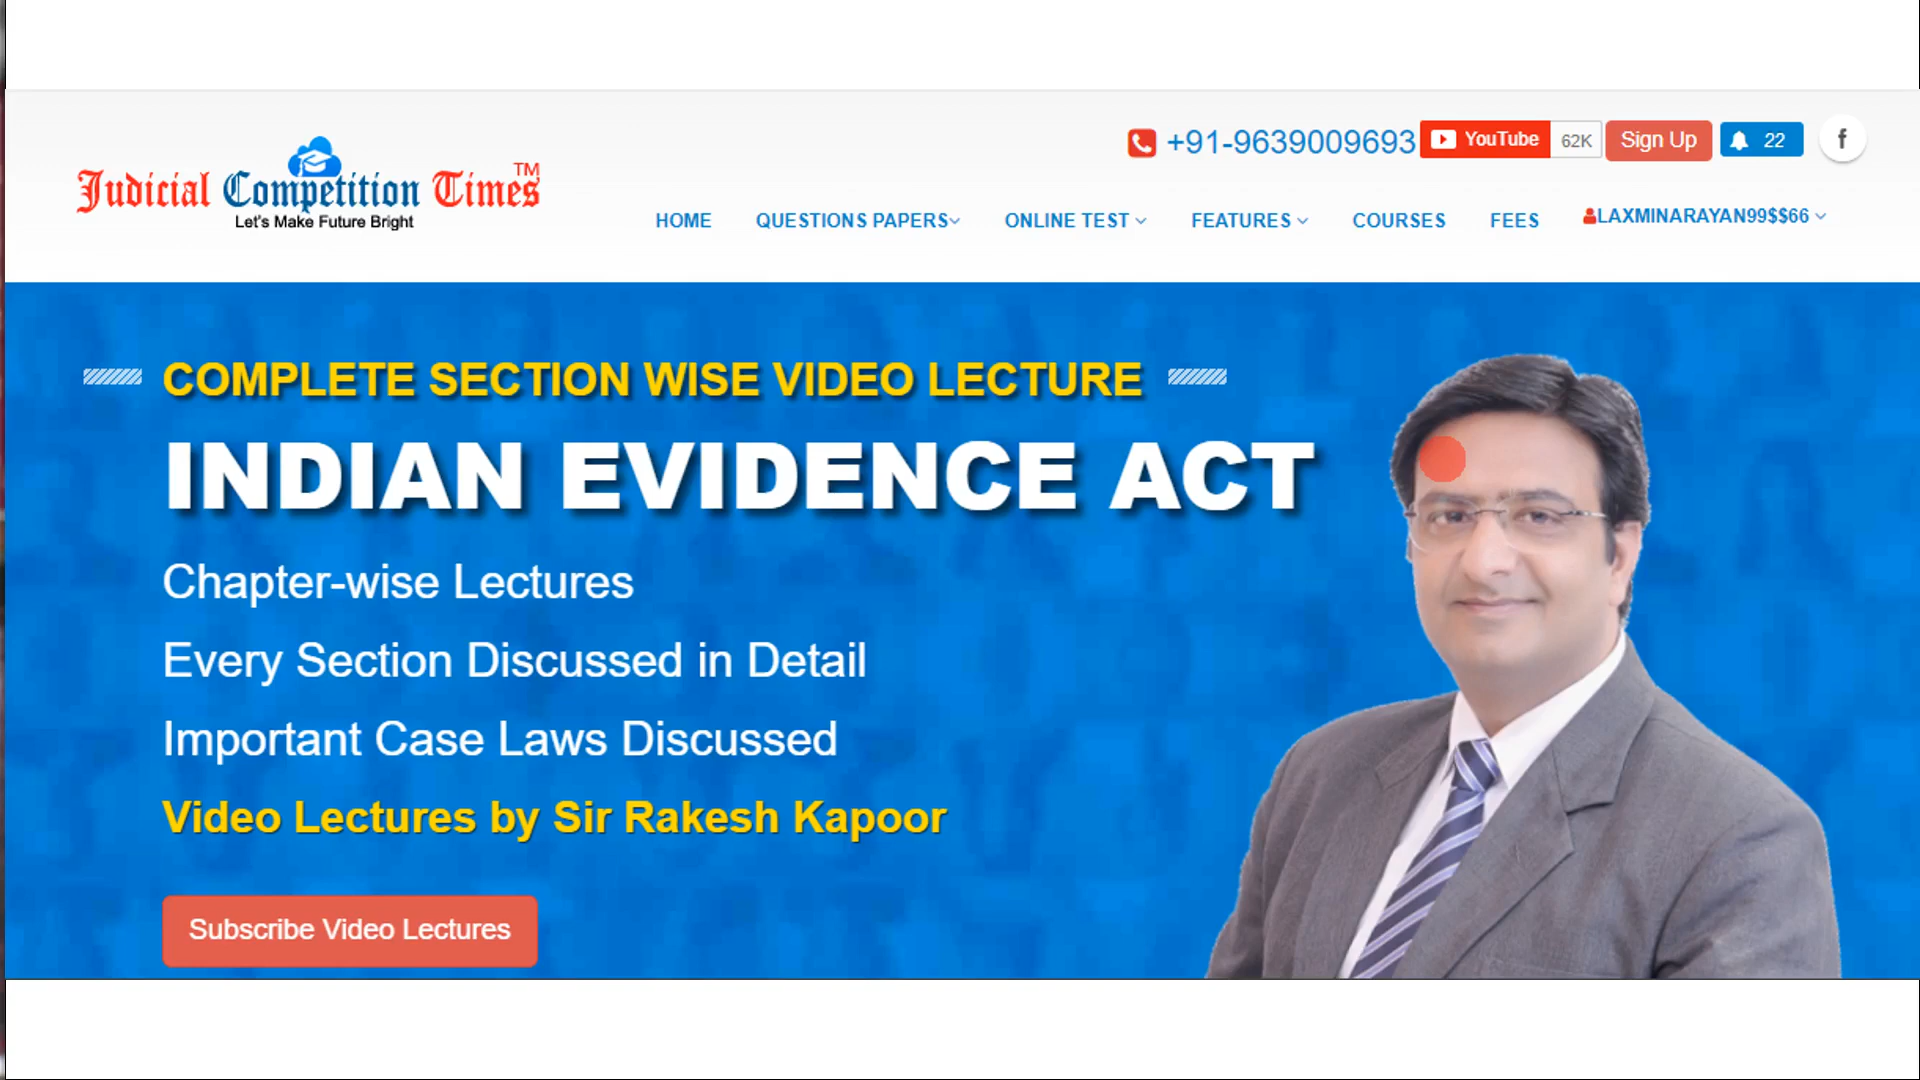 +91-9639009693 YouTube 62K Sign Up 22 f
Judicial Competition Times™
Let's Make Future Bright
HOME QUESTIONS PAPERS ONLINE TEST FEATURES COURSES FEES LAXMINARAYAN99$$66
COMPLETE SECTION WISE VIDEO LECTURE
INDIAN EVIDENCE ACT
Chapter-wise Lectures
Every Section Discussed in Detail
Important Case Laws Discussed
Video Lectures by Sir Rakesh Kapoor
Subscribe Video Lectures